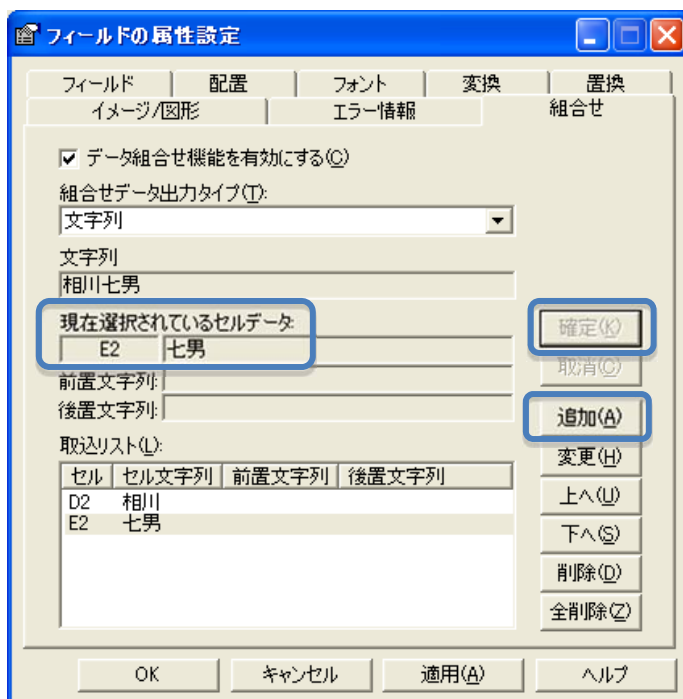 フィールドの属性設定
フィールド 配置 フォント 変換 置換
イメージ/図形 エラー情報 組合せ
データ組合せ機能を有効にする(C)
組合せデータ出力タイプ(T):
文字列
文字列
相川七男
現在選択されているセルデータ:
E2 七男
確定(K)
取消(C)
前置文字列:
後置文字列:
追加(A)
取込リスト(L):
変更(H)
セル セル文字列 前置文字列 後置文字列
D2 相川
E2 七男
上へ(U)
下へ(S)
削除(D)
全削除(Z)
OK キャンセル 適用(A) ヘルプ